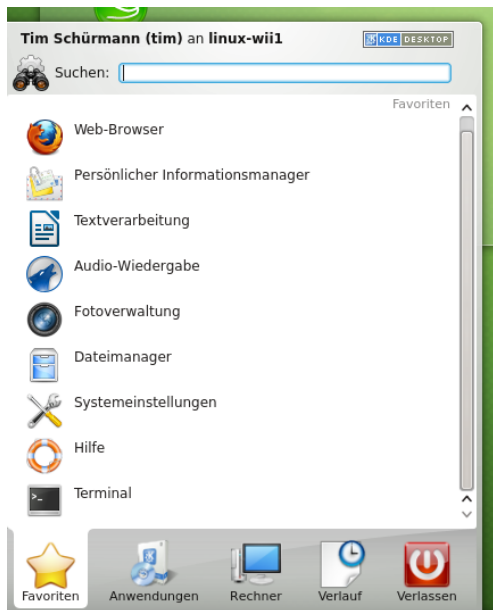 Tim Schürmann (tim) an linux-wii1
KDE DESKTOP
Suchen:
Favoriten
Web-Browser
Persönlicher Informationsmanager
Textverarbeitung
Audio-Wiedergabe
Fotoverwaltung
Dateimanager
Systemeinstellungen
Hilfe
>_
Terminal
Favoriten Anwendungen Rechner Verlauf Verlassen